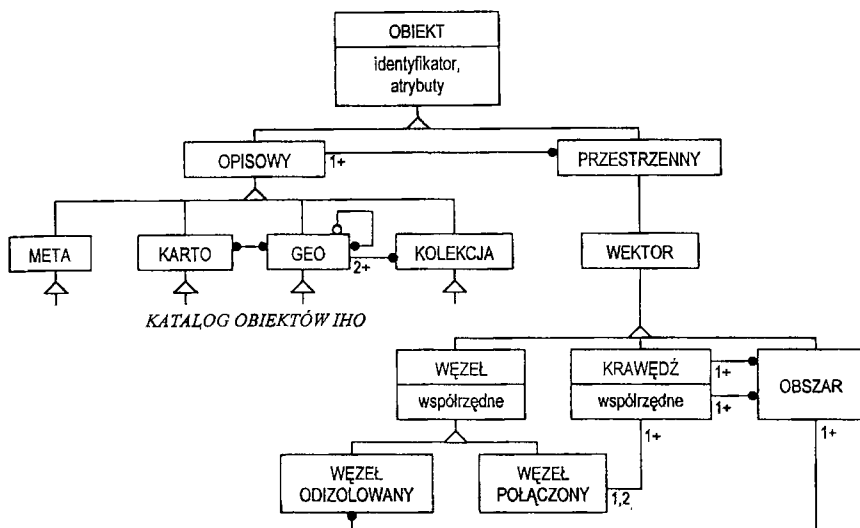 OBIEKT
identyfikator,
atrybuty
OPISOWY
1+
PRZESTRZENNY
META
KARTO
GEO
2+
KOLEKCJA
WEKTOR
KATALOG OBIEKTÓW IHO
WĘZEŁ
współrzędne
KRAWĘDŹ
współrzędne
1+
1+
OBSZAR
1+
1+
WĘZEŁ
ODIZOLOWANY
WĘZEŁ
POŁĄCZONY
1,2